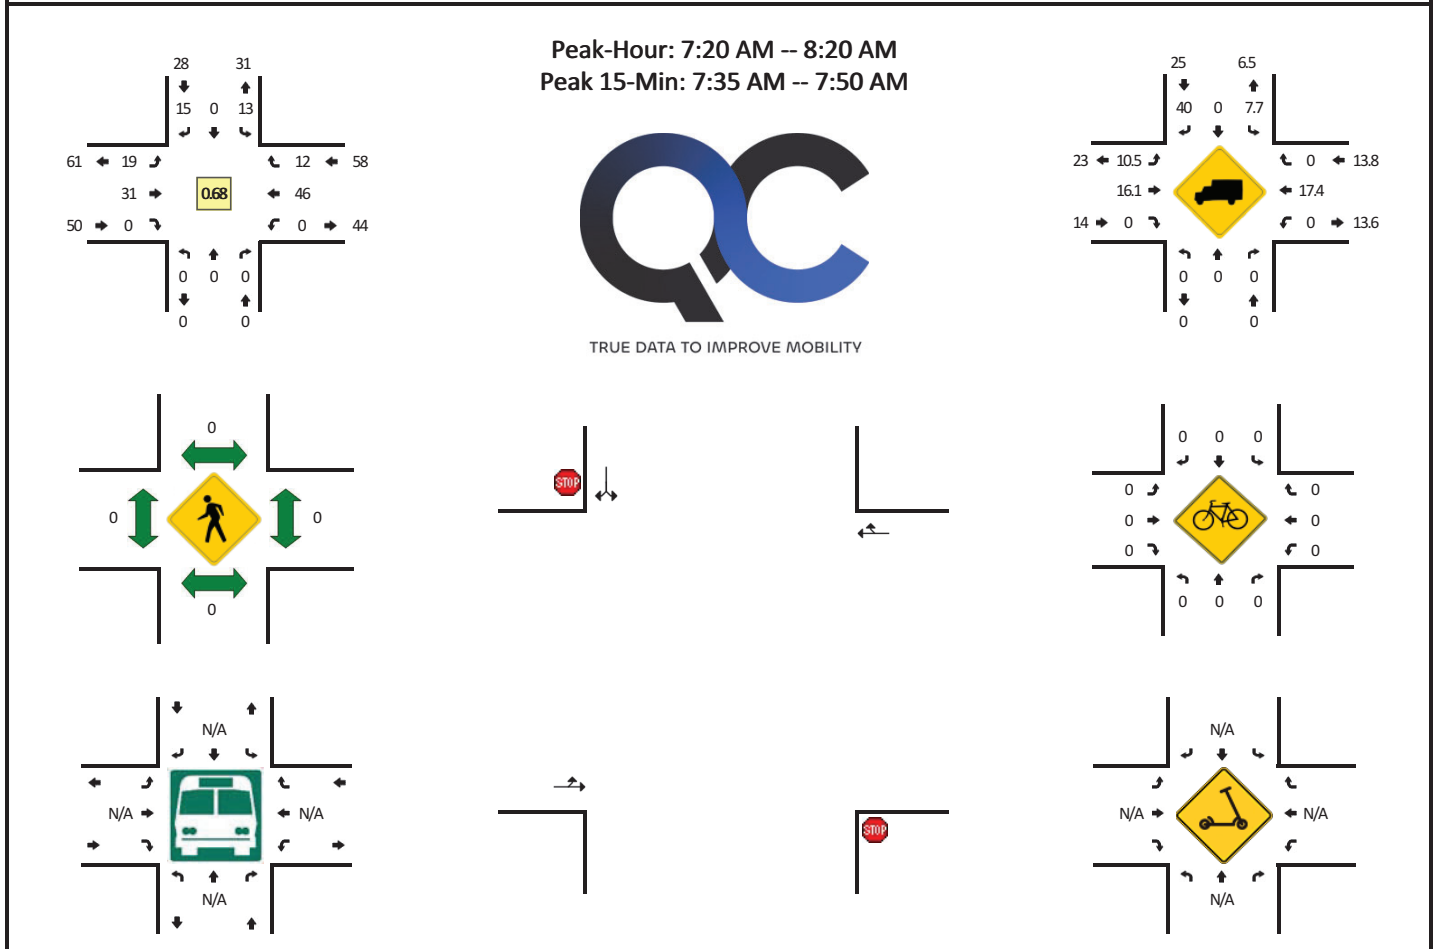 Peak-Hour: 7:20 AM -- 8:20 AM
Peak 15-Min: 7:35 AM -- 7:50 AM
28 31
15 0 13
61 19 12 58
31 0.68 46
50 0 0 44
0 0 0
0 0
TRUE DATA TO IMPROVE MOBILITY
25 6.5
40 0 7.7
23 10.5 0 13.8
16.1 17.4
14 0 0 13.6
0 0 0
0 0
0
0 0
0
STOP
0 0 0
0 0
0 0
0 0
0 0 0
N/A
N/A N/A
N/A
STOP
N/A
N/A N/A
N/A